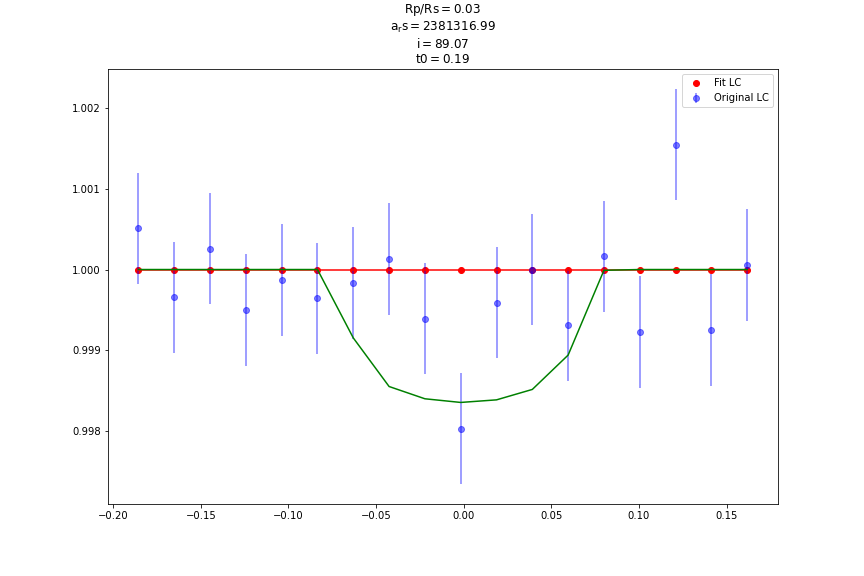 Rp/Rs = 0.03
aᵣs = 2381316.99
i = 89.07
t0 = 0.19
Fit LC
Original LC
1.002
1.001
1.000
0.999
0.998
−0.20 −0.15 −0.10 −0.05 0.00 0.05 0.10 0.15